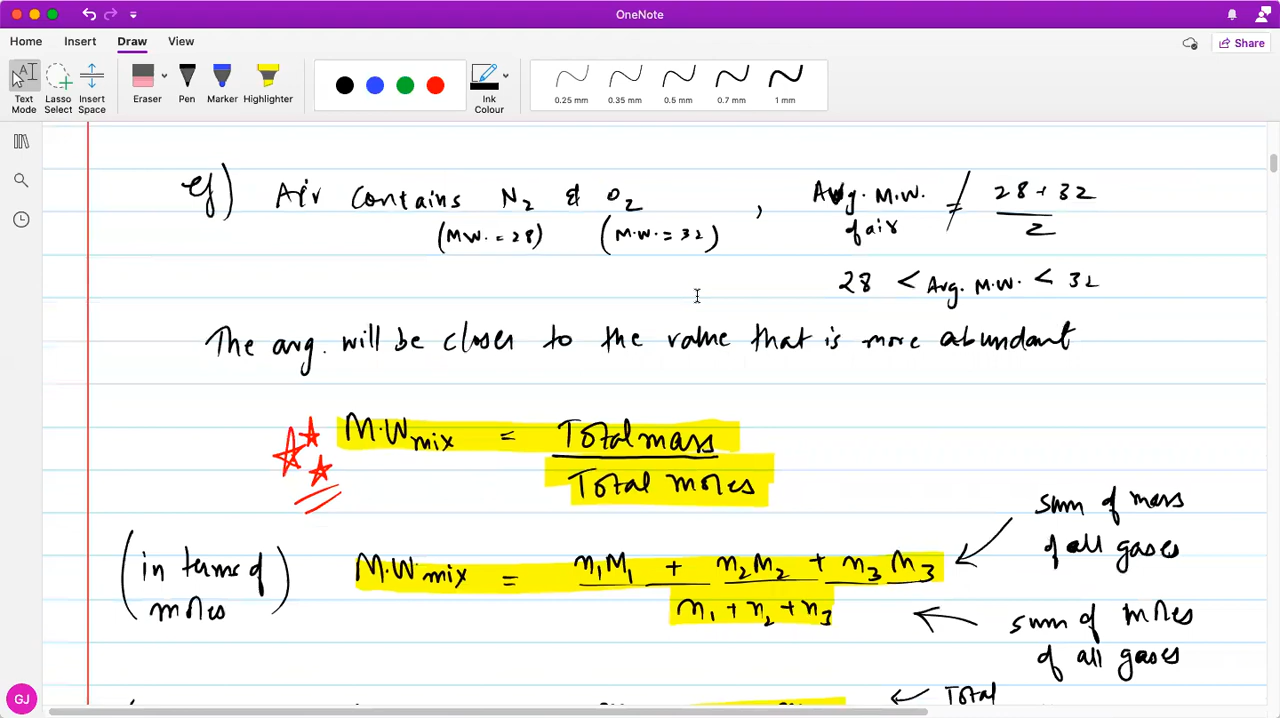 OneNote
Home Insert Draw View
Share
Text Mode
Lasso Select
Insert Space
Eraser
Pen
Marker
Highlighter
Ink Colour
0.25 mm 0.35 mm 0.5 mm 0.7 mm 1 mm
eg) Air contains N₂ & O₂ , Avg. M.W. of air ≠ 28 + 32 / 2
(M.W. = 28) (M.W. = 32)
28 < Avg. M.W. < 32
The avg. will be closer to the value that is more abundant
M.W mix = Total mass / Total moles
(in terms of moles) M.W. mix = n₁M₁ + n₂M₂ + n₃M₃ / n₁ + n₂ + n₃
sum of mass
of all gases
sum of moles
of all gases
Total
GJ